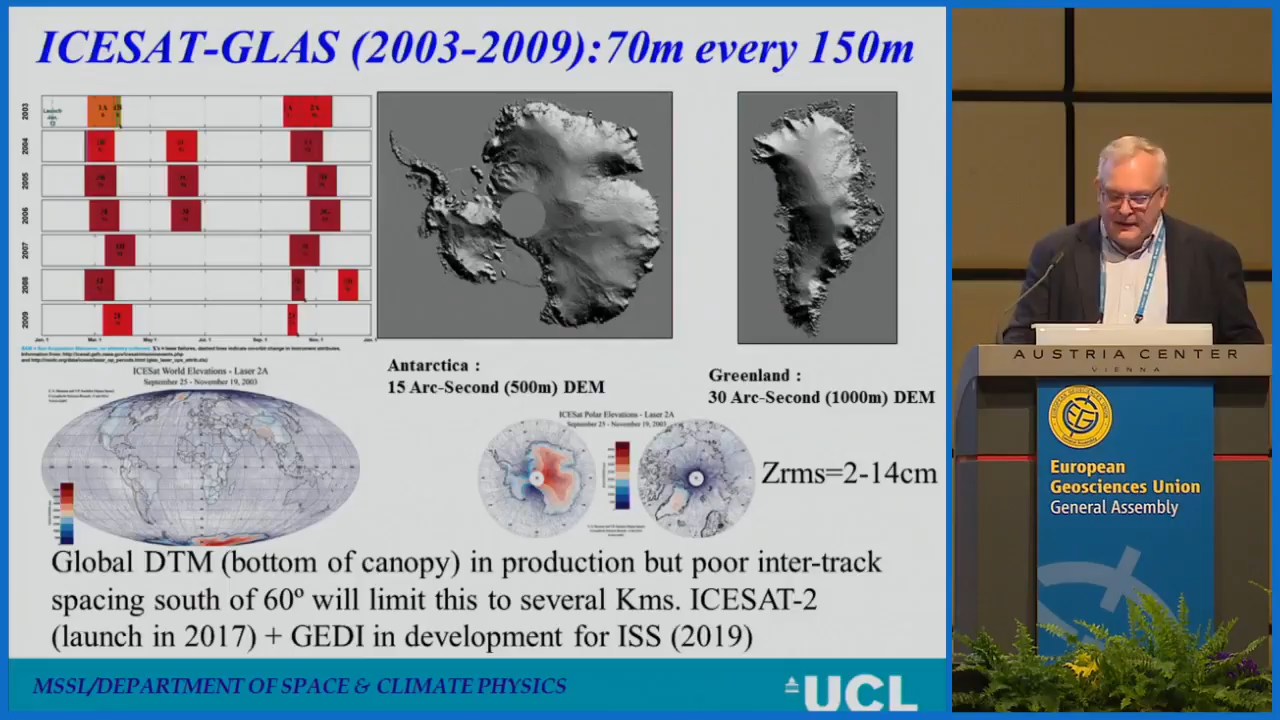 ICESAT-GLAS (2003-2009):70m every 150m
2003
2004
2005
2006
2007
2008
2009
Antarctica :
15 Arc-Second (500m) DEM
Greenland :
30 Arc-Second (1000m) DEM
ICESat World Elevations - Laser 2A
September 25 - November 19, 2003
ICESat Polar Elevations - Laser 2A
September 25 - November 19, 2003
Zrms=2-14cm
Global DTM (bottom of canopy) in production but poor inter-track
spacing south of 60º will limit this to several Kms. ICESAT-2
(launch in 2017) + GEDI in development for ISS (2019)
MSSL/DEPARTMENT OF SPACE & CLIMATE PHYSICS
UCL
AUSTRIA CENTER
VIENNA
European
Geosciences Union
General Assembly